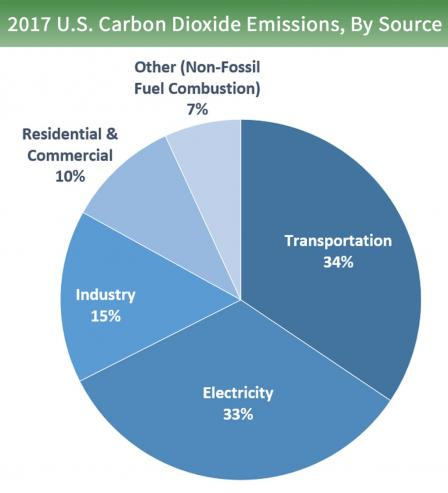 2017 U.S. Carbon Dioxide Emissions, By Source
Other (Non-Fossil
Fuel Combustion)
7%
Residential &
Commercial
10%
Transportation
34%
Industry
15%
Electricity
33%